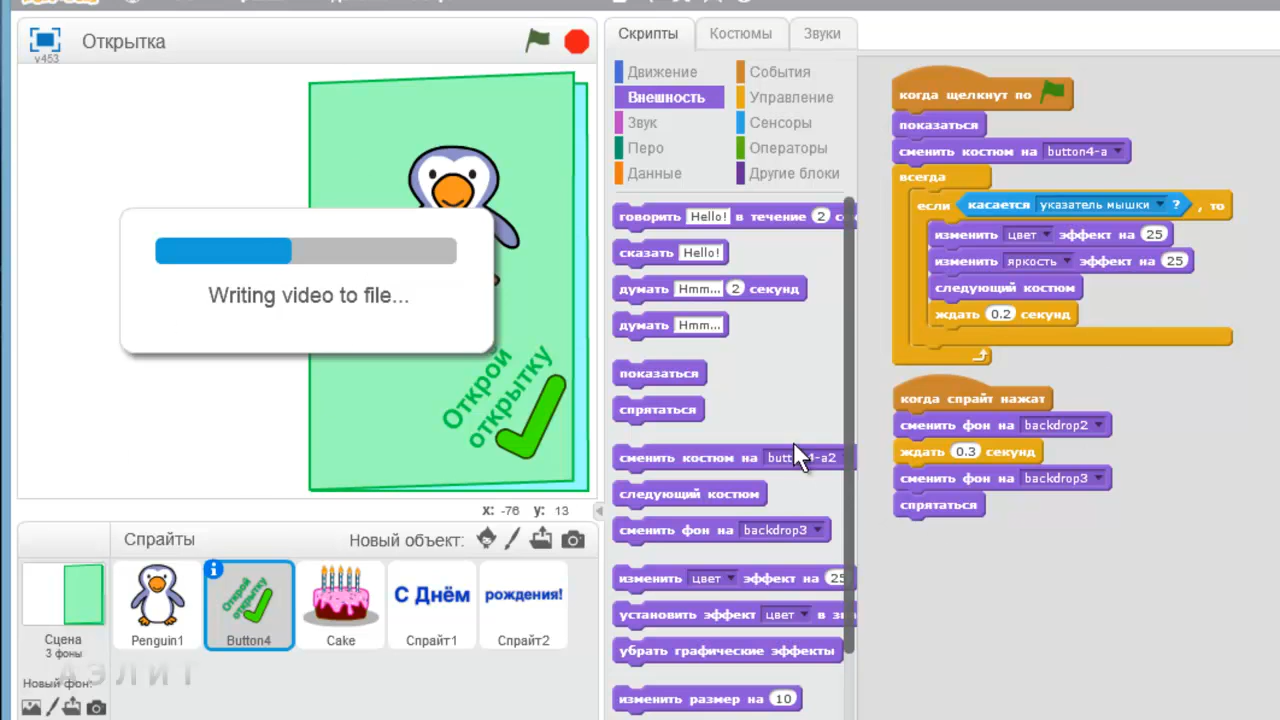 Открытка
v453
Writing video to file...
Открой
открытку
x: -76 y: 13
Спрайты
Новый объект:
Сцена
3 фоны
Новый фон:
Penguin1
Button4
Cake
С Днём
Спрайт1
рождения!
Спрайт2
АЭЛИТ
Скрипты
Костюмы
Звуки
Движение
События
Внешность
Управление
Звук
Сенсоры
Перо
Операторы
Данные
Другие блоки
говорить Hello! в течение 2
сказать Hello!
думать Hmm... 2 секунд
думать Hmm...
показаться
спрятаться
сменить костюм на
следующий костюм
сменить фон на backdrop3
изменить цвет эффект на 25
установить эффект цвет в
убрать графические эффекты
изменить размер на 10
когда щелкнут по
показаться
сменить костюм на button4-a
всегда
если касается указатель мышки ? , то
изменить цвет эффект на 25
изменить яркость эффект на 25
следующий костюм
ждать 0.2 секунд
когда спрайт нажат
сменить фон на backdrop2
ждать 0.3 секунд
сменить фон на backdrop3
спрятаться